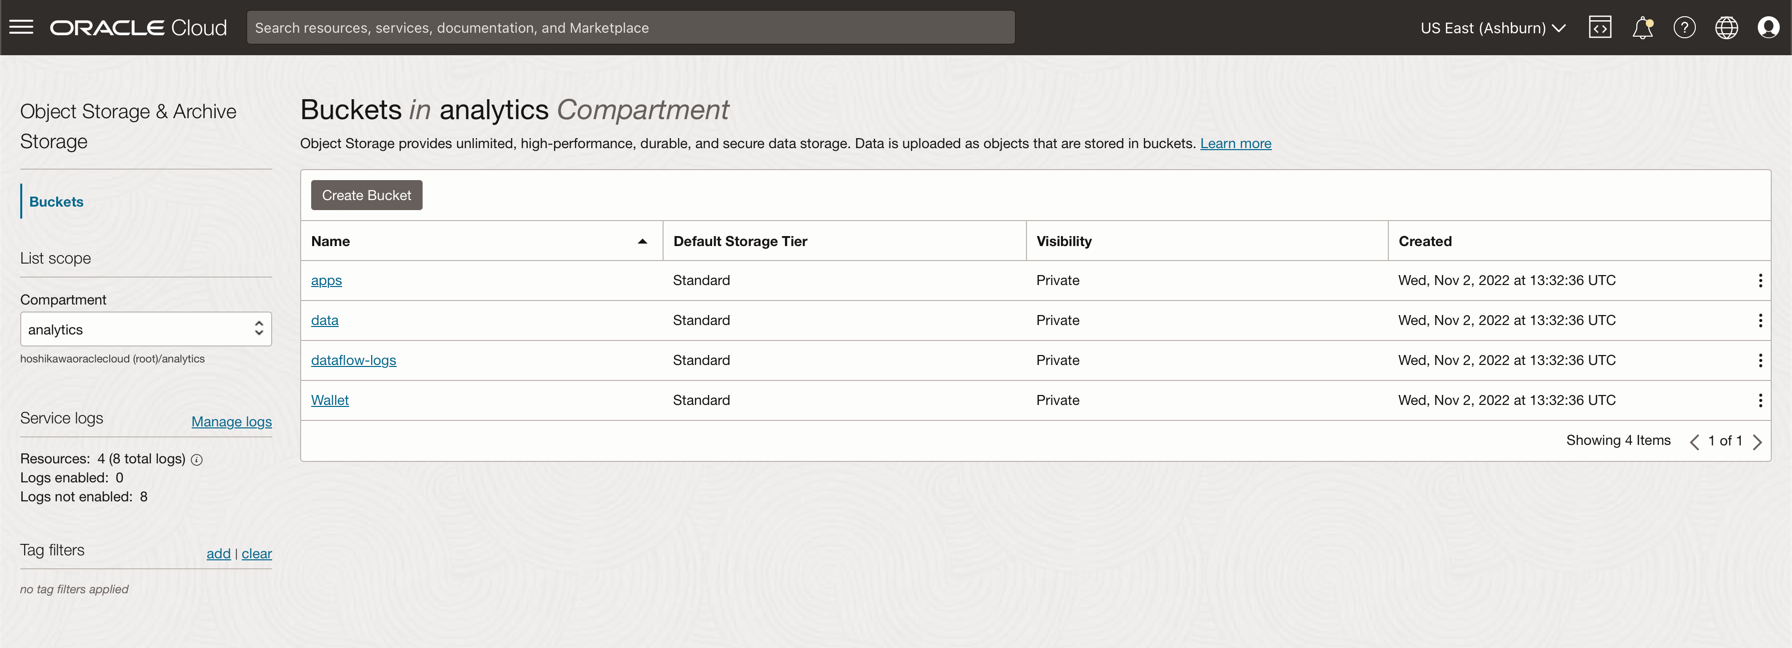 ORACLE Cloud
Search resources, services, documentation, and Marketplace
US East (Ashburn)
Object Storage & Archive
Storage
Buckets
List scope
Compartment
analytics
hoshikawaoraclecloud (root)/analytics
Service logs
Manage logs
Resources: 4 (8 total logs)
Logs enabled: 0
Logs not enabled: 8
Tag filters
add | clear
no tag filters applied
Buckets in analytics Compartment
Object Storage provides unlimited, high-performance, durable, and secure data storage. Data is uploaded as objects that are stored in buckets. Learn more
Create Bucket
Name Default Storage Tier Visibility Created
apps Standard Private Wed, Nov 2, 2022 at 13:32:36 UTC
data Standard Private Wed, Nov 2, 2022 at 13:32:36 UTC
dataflow-logs Standard Private Wed, Nov 2, 2022 at 13:32:36 UTC
Wallet Standard Private Wed, Nov 2, 2022 at 13:32:36 UTC
Showing 4 Items 1 of 1